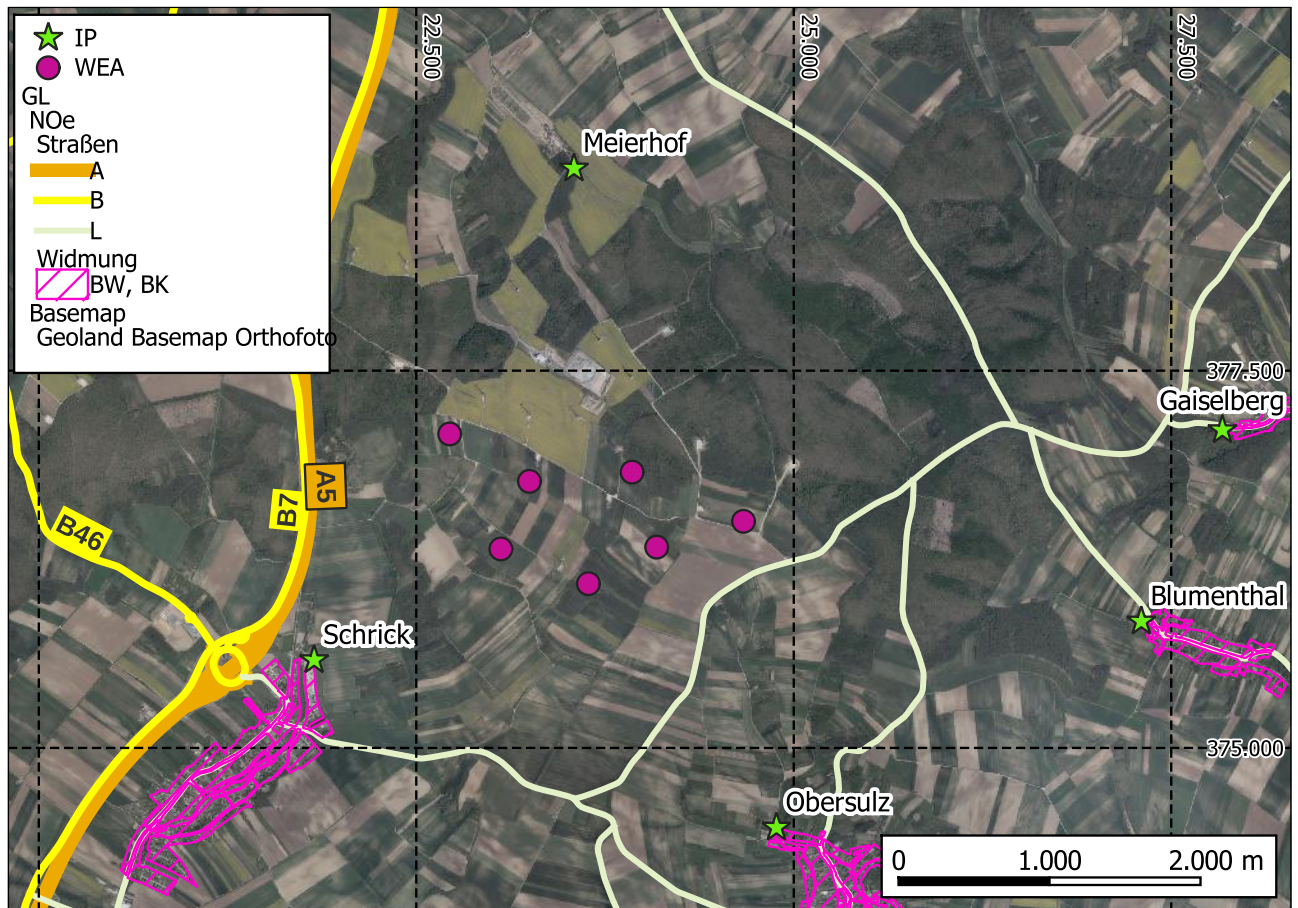 IP
WEA
GL
NOe
Straßen
A
B
L
Widmung
BW, BK
Basemap
Geoland Basemap Orthofoto
22.500
25.000
27.500
Meierhof
377.500
Gaiselberg
A5
B7
B46
Blumenthal
Schrick
375.000
Obersulz
0 1.000 2.000 m